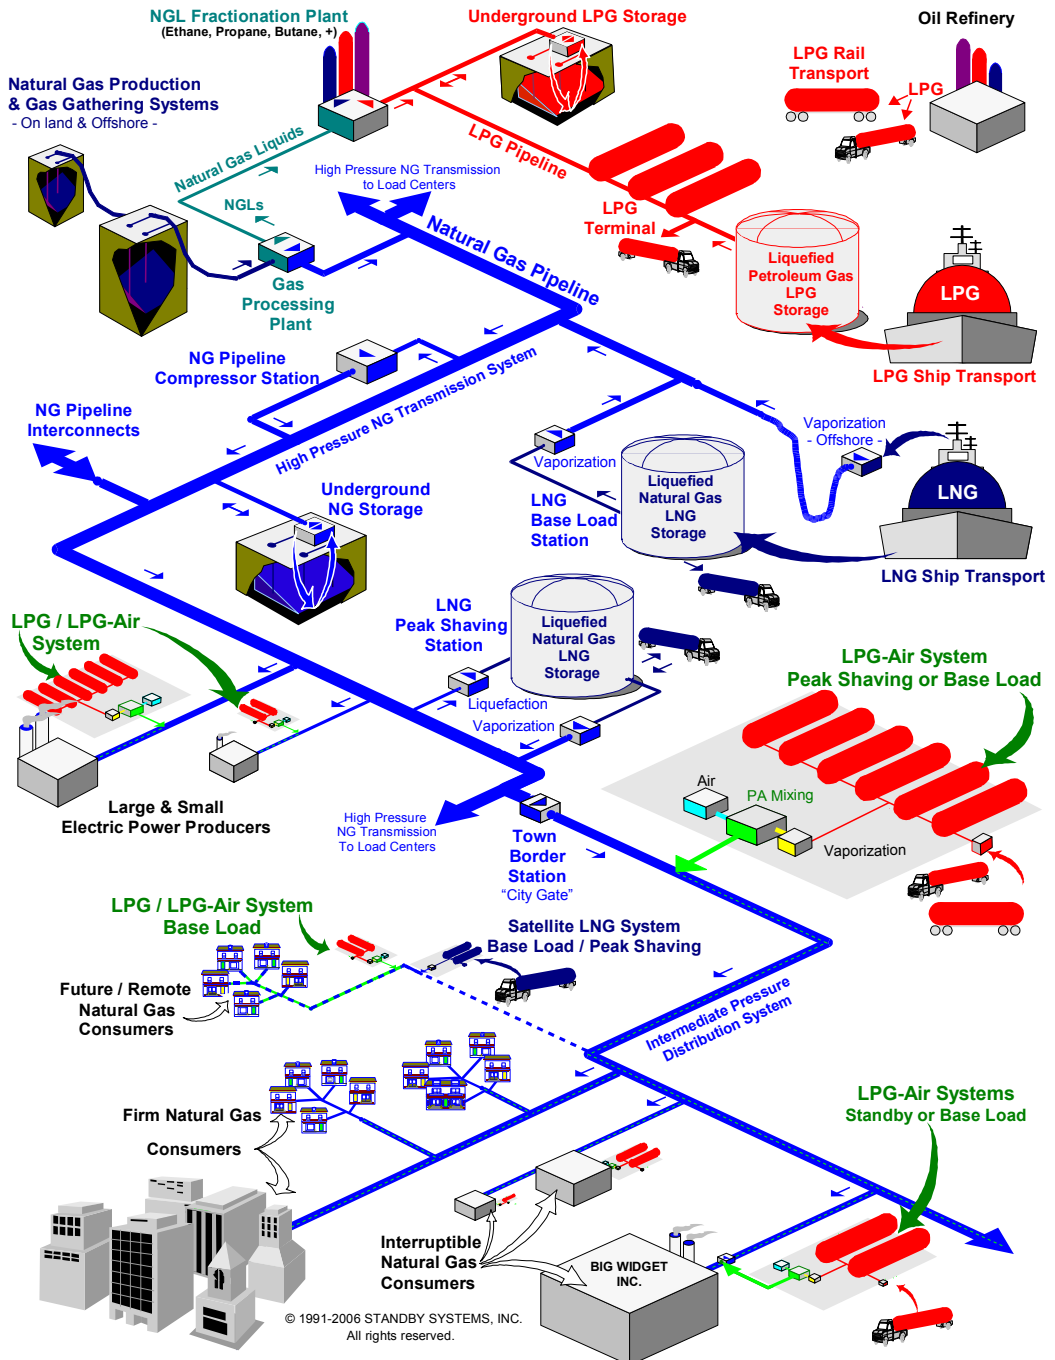 NGL Fractionation Plant
(Ethane, Propane, Butane, +)
Underground LPG Storage
Oil Refinery
LPG Rail
Transport
LPG
Natural Gas Production
& Gas Gathering Systems
- On land & Offshore -
Natural Gas Liquids
LPG Pipeline
High Pressure NG Transmission
to Load Centers
NGLs
LPG
Terminal
Natural Gas Pipeline
Gas
Processing
Plant
Liquefied
Petroleum Gas
LPG
Storage
LPG
LPG Ship Transport
NG Pipeline
Compressor Station
High Pressure NG Transmission System
NG Pipeline
Interconnects
Vaporization
- Offshore -
Vaporization
Liquefied
Natural Gas
LNG
Storage
LNG
LNG
Base Load
Station
LNG Ship Transport
Underground
NG Storage
LNG
Peak Shaving
Station
Liquefied
Natural Gas
LNG
Storage
LPG / LPG-Air
System
LPG-Air System
Peak Shaving or Base Load
Liquefaction
Vaporization
Air
PA Mixing
Vaporization
Large & Small
Electric Power Producers
High Pressure
NG Transmission
To Load Centers
Town
Border
Station
“City Gate”
LPG / LPG-Air System
Base Load
Satellite LNG System
Base Load / Peak Shaving
Future / Remote
Natural Gas
Consumers
Intermediate Pressure
Distribution System
Firm Natural Gas
Consumers
LPG-Air Systems
Standby or Base Load
Interruptible
Natural Gas
Consumers
BIG WIDGET
INC.
© 1991-2006 STANDBY SYSTEMS, INC.
All rights reserved.